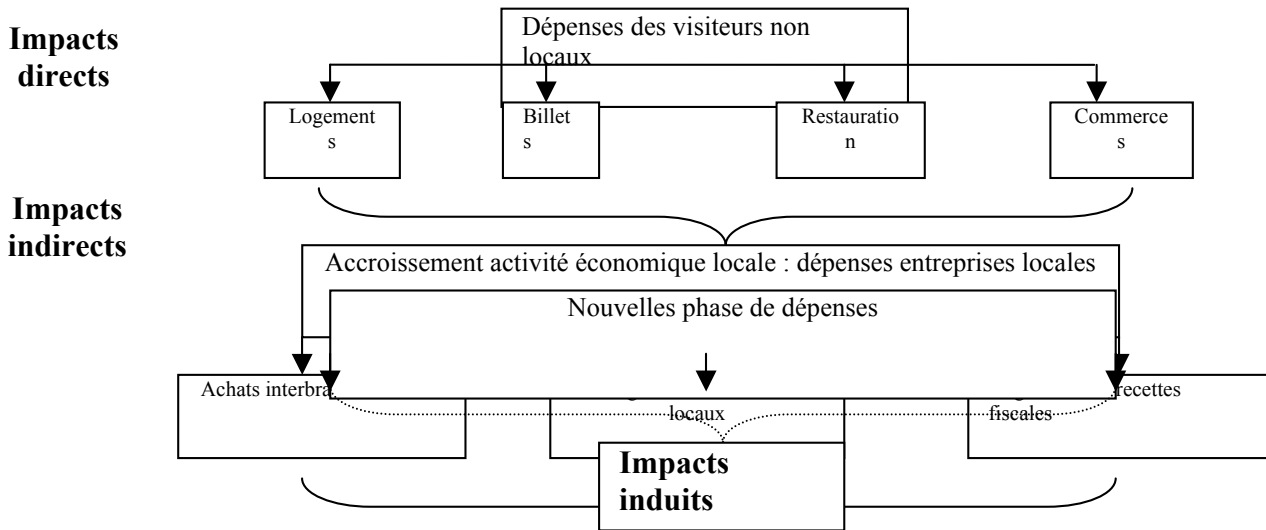 Impacts
directs
Dépenses des visiteurs non
locaux
Logement
s
Billet
s
Restauratio
n
Commerce
s
Impacts
indirects
Accroissement activité économique locale : dépenses entreprises locales
Nouvelles phase de dépenses
Achats
recettes
locaux
fiscales
Impacts
induits